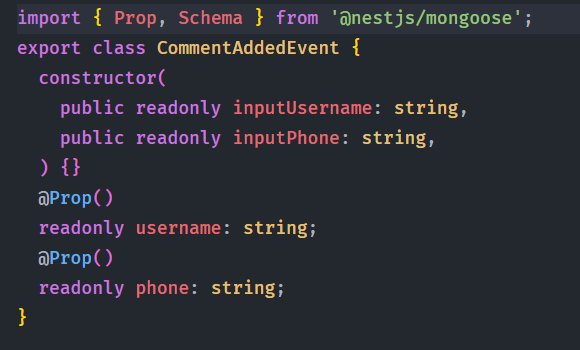 import { Prop, Schema } from '@nestjs/mongoose';
export class CommentAddedEvent {
  constructor(
    public readonly inputUsername: string,
    public readonly inputPhone: string,
  ) {}
  @Prop()
  readonly username: string;
  @Prop()
  readonly phone: string;
}